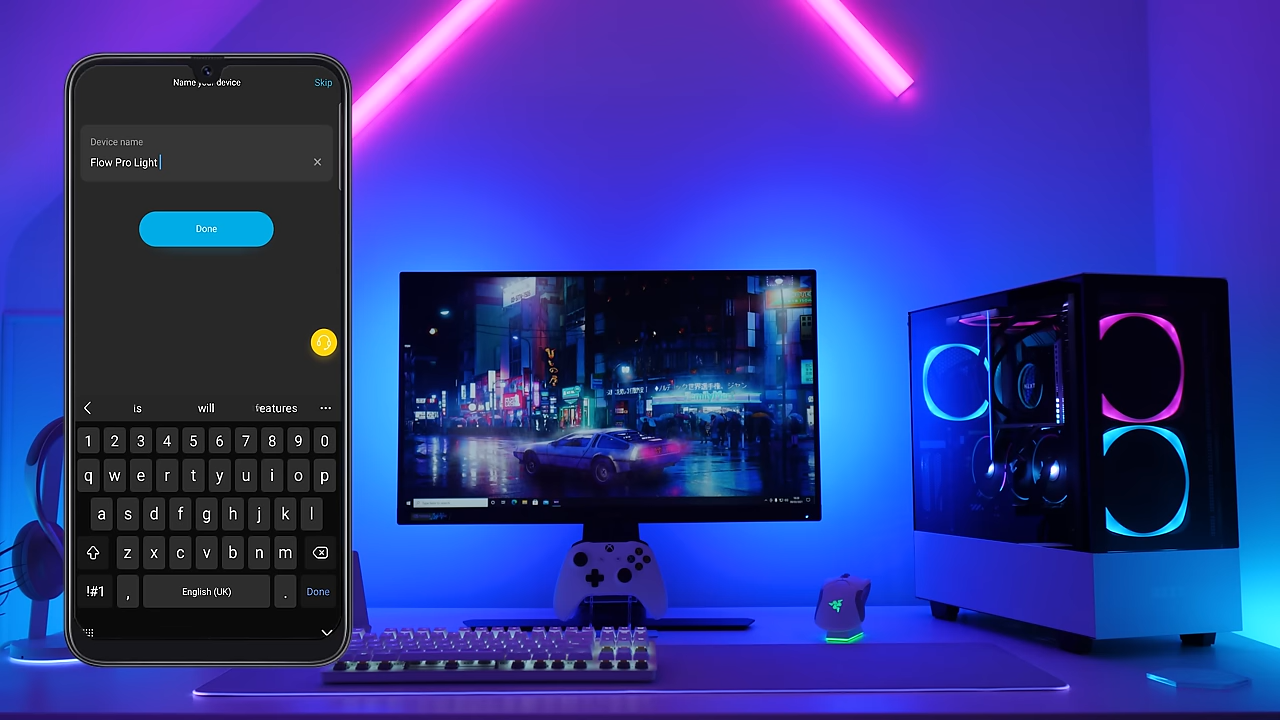 Name your device
Skip
Device name
Flow Pro Light
Done
is will features
1 2 3 4 5 6 7 8 9 0
q w e r t y u i o p
a s d f g h j k l
z x c v b n m
!#1 , English (UK) . Done
FamilyMart